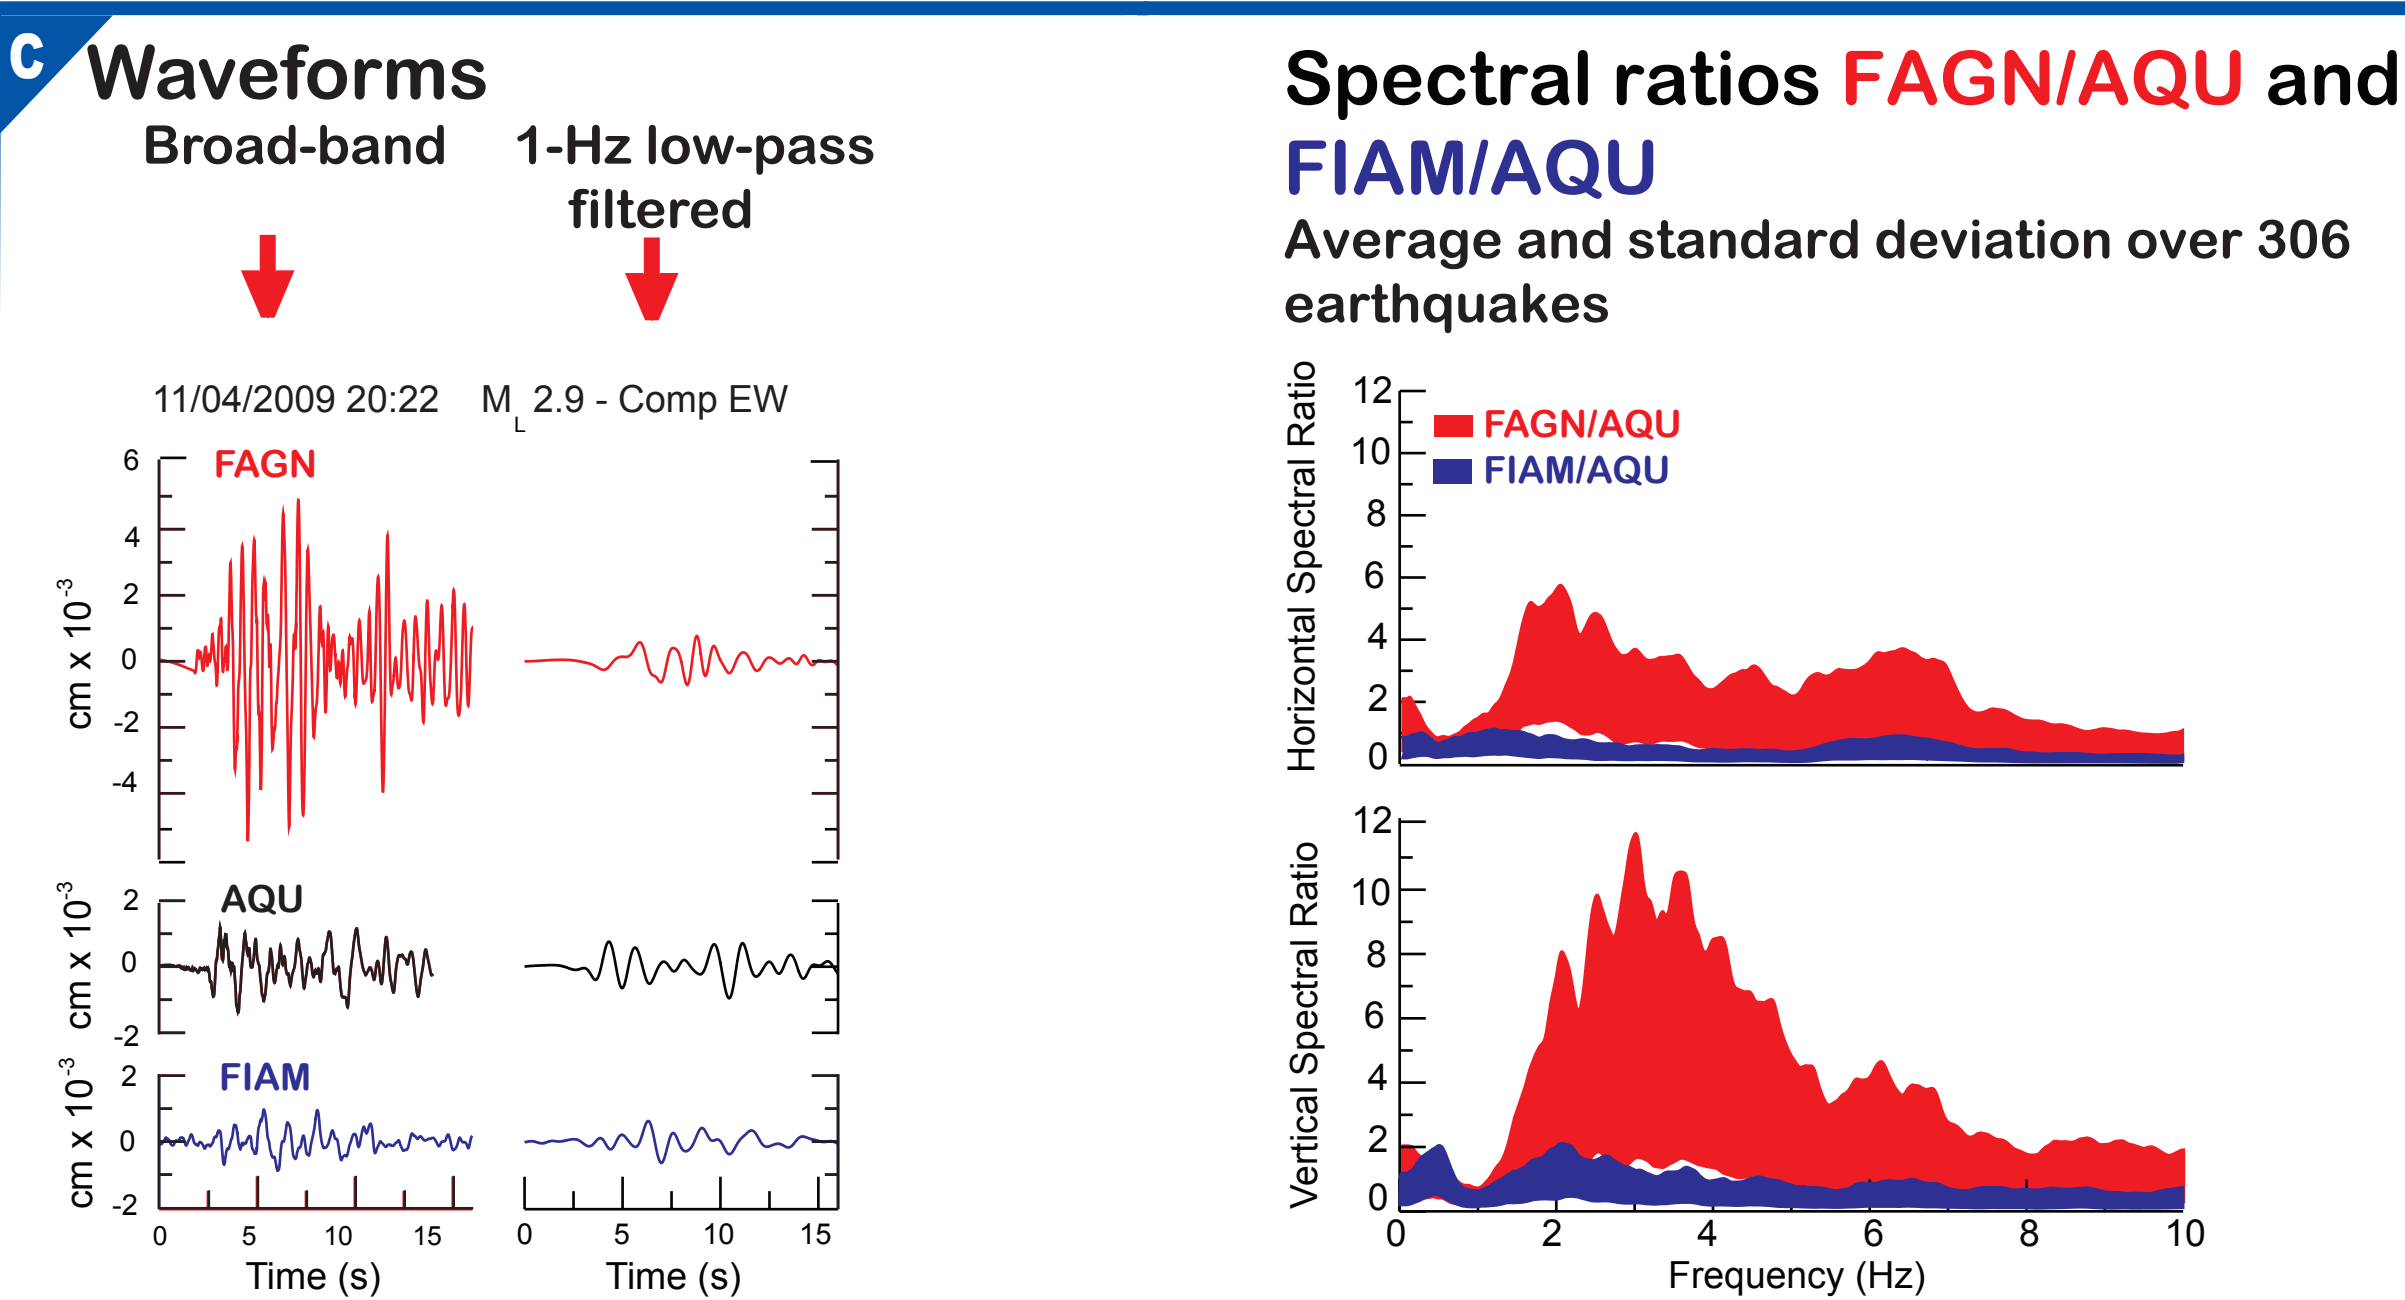 C
Waveforms
Broad-band
1-Hz low-pass
filtered
11/04/2009 20:22 M_L 2.9 - Comp EW
FAGN
6
4
2
0
-2
-4
cm x 10⁻³
AQU
2
0
-2
cm x 10⁻³
FIAM
2
0
-2
cm x 10⁻³
0 5 10 15
Time (s)
0 5 10 15
Time (s)
Spectral ratios FAGN/AQU and
FIAM/AQU
Average and standard deviation over 306
earthquakes
Horizontal Spectral Ratio
12
10
8
6
4
2
0
FAGN/AQU
FIAM/AQU
Vertical Spectral Ratio
12
10
8
6
4
2
0
0 2 4 6 8 10
Frequency (Hz)